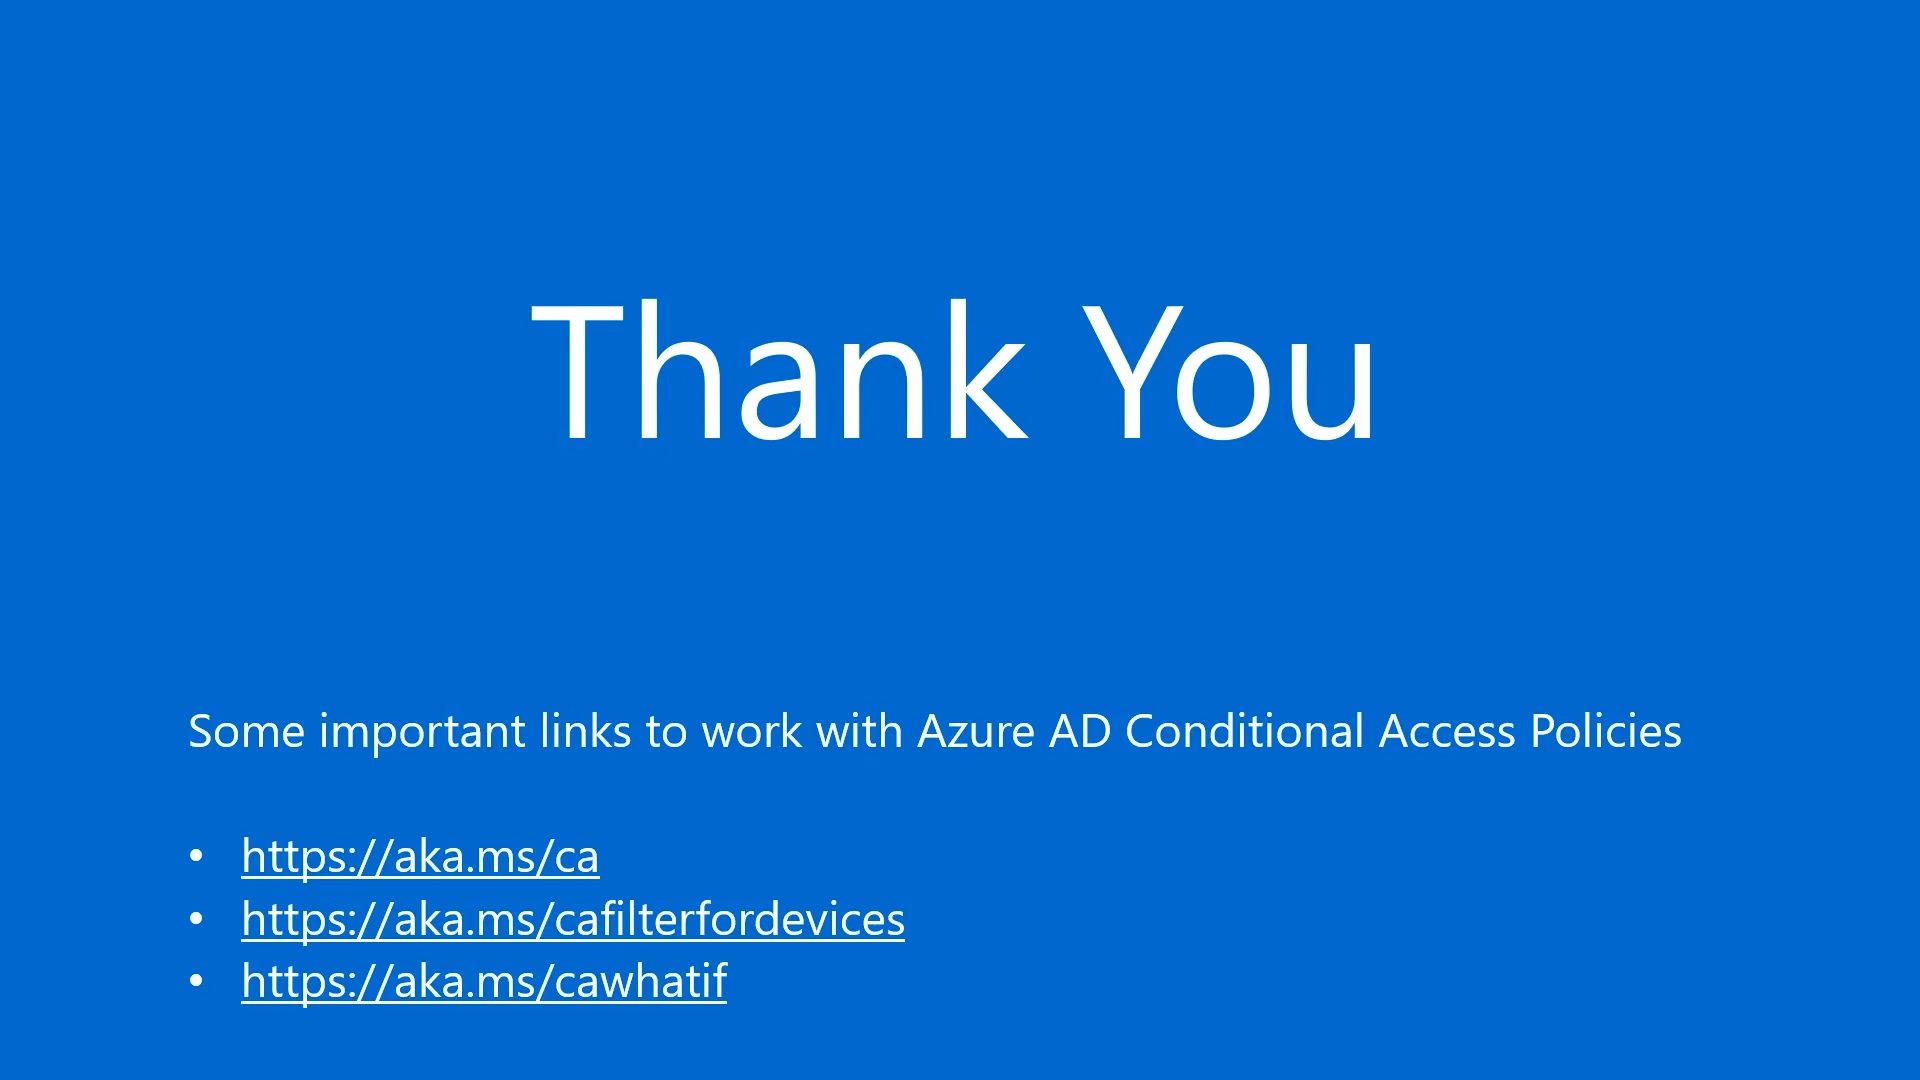 Thank You
Some important links to work with Azure AD Conditional Access Policies
• https://aka.ms/ca
• https://aka.ms/cafilterfordevices
• https://aka.ms/cawhatif